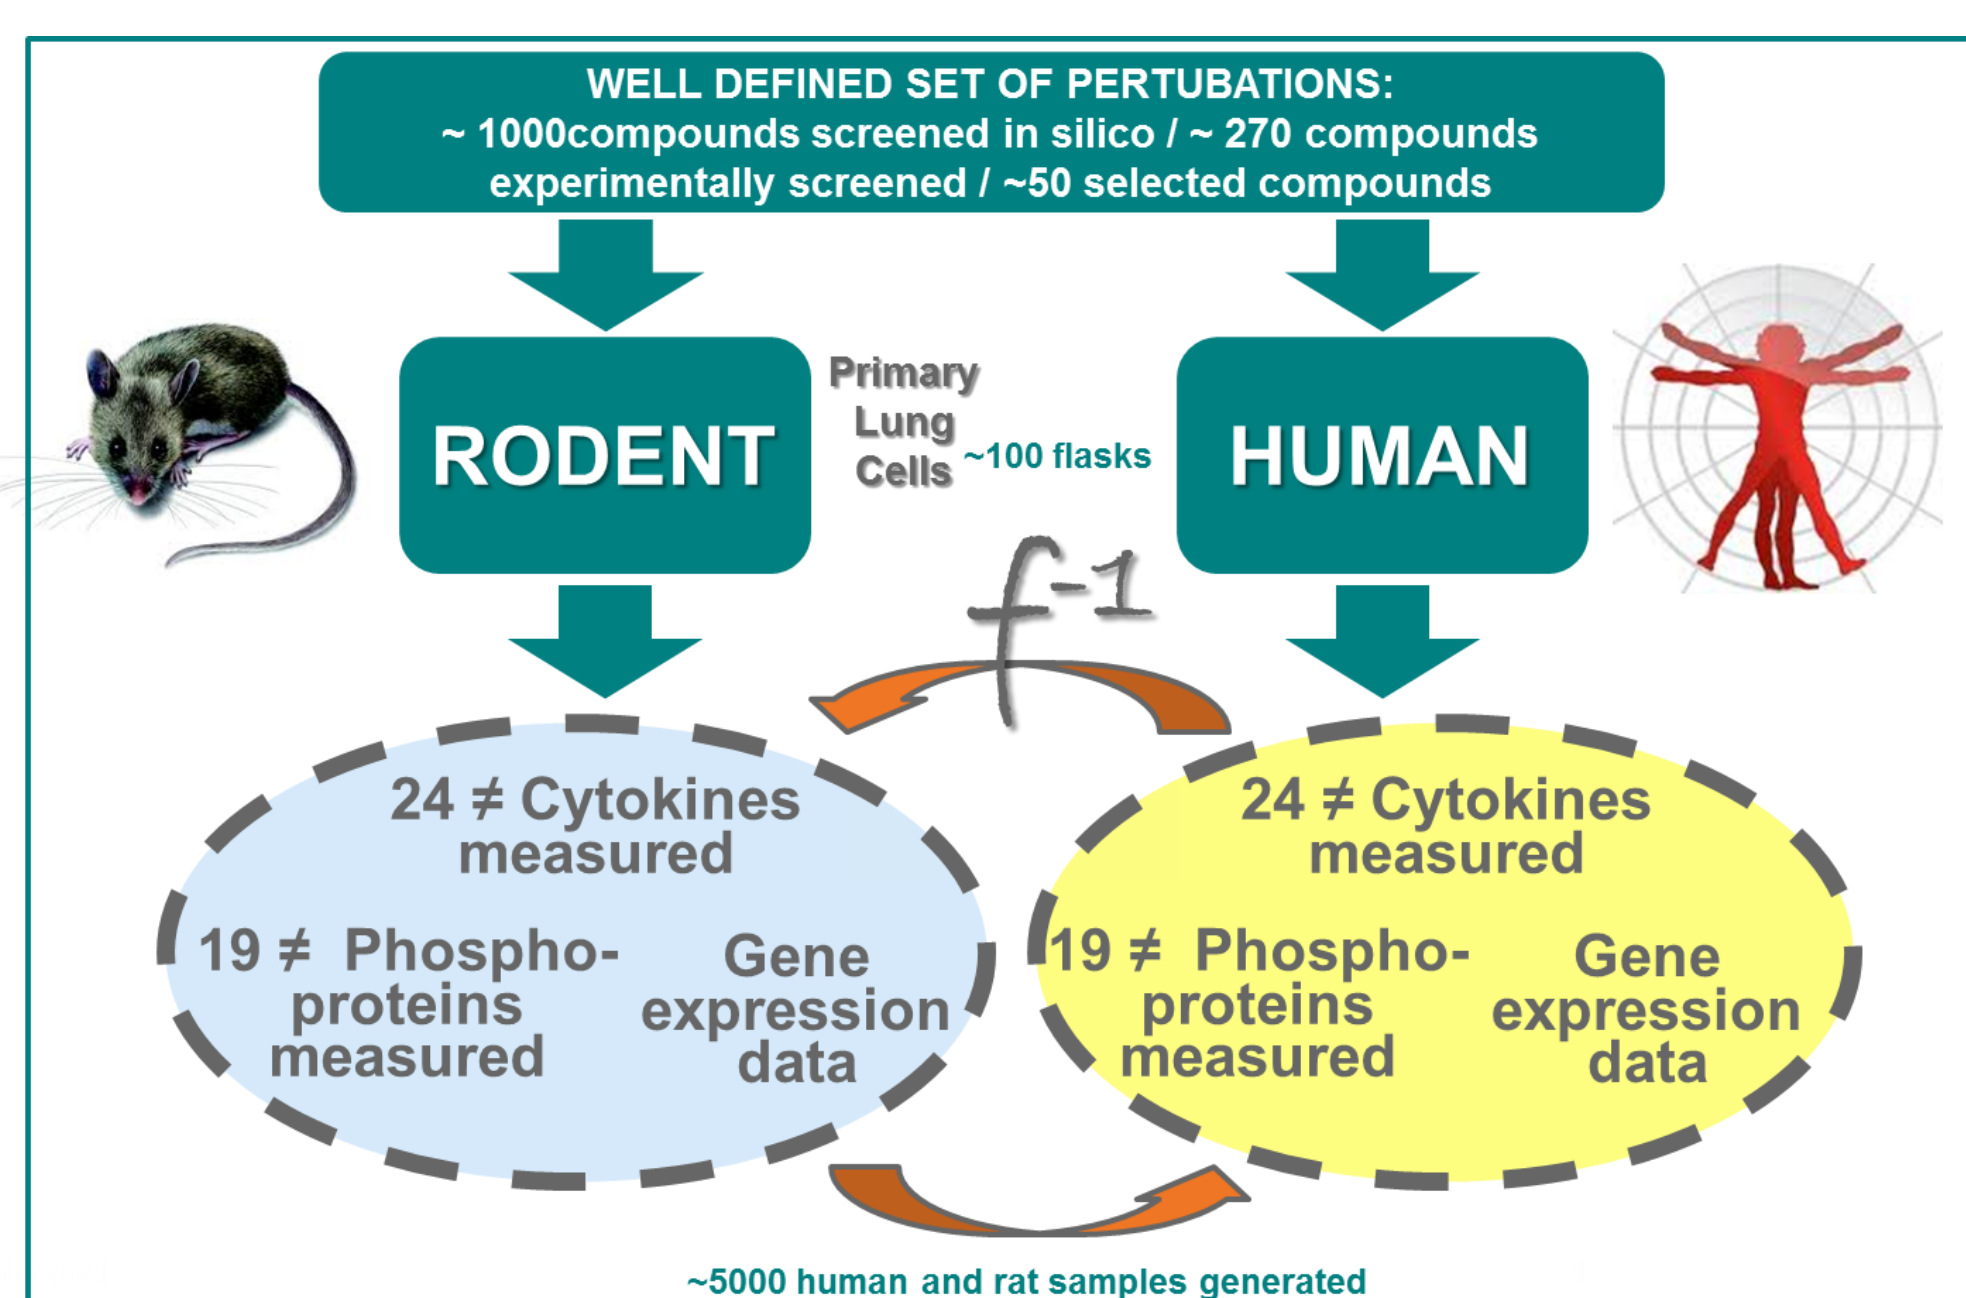 WELL DEFINED SET OF PERTUBATIONS:
~ 1000compounds screened in silico / ~ 270 compounds
experimentally screened / ~50 selected compounds
RODENT
Primary
Lung
Cells
~100 flasks
HUMAN
f-1
24 ≠ Cytokines
measured
19 ≠ Phospho-
proteins
measured
Gene
expression
data
24 ≠ Cytokines
measured
19 ≠ Phospho-
proteins
measured
Gene
expression
data
~5000 human and rat samples generated